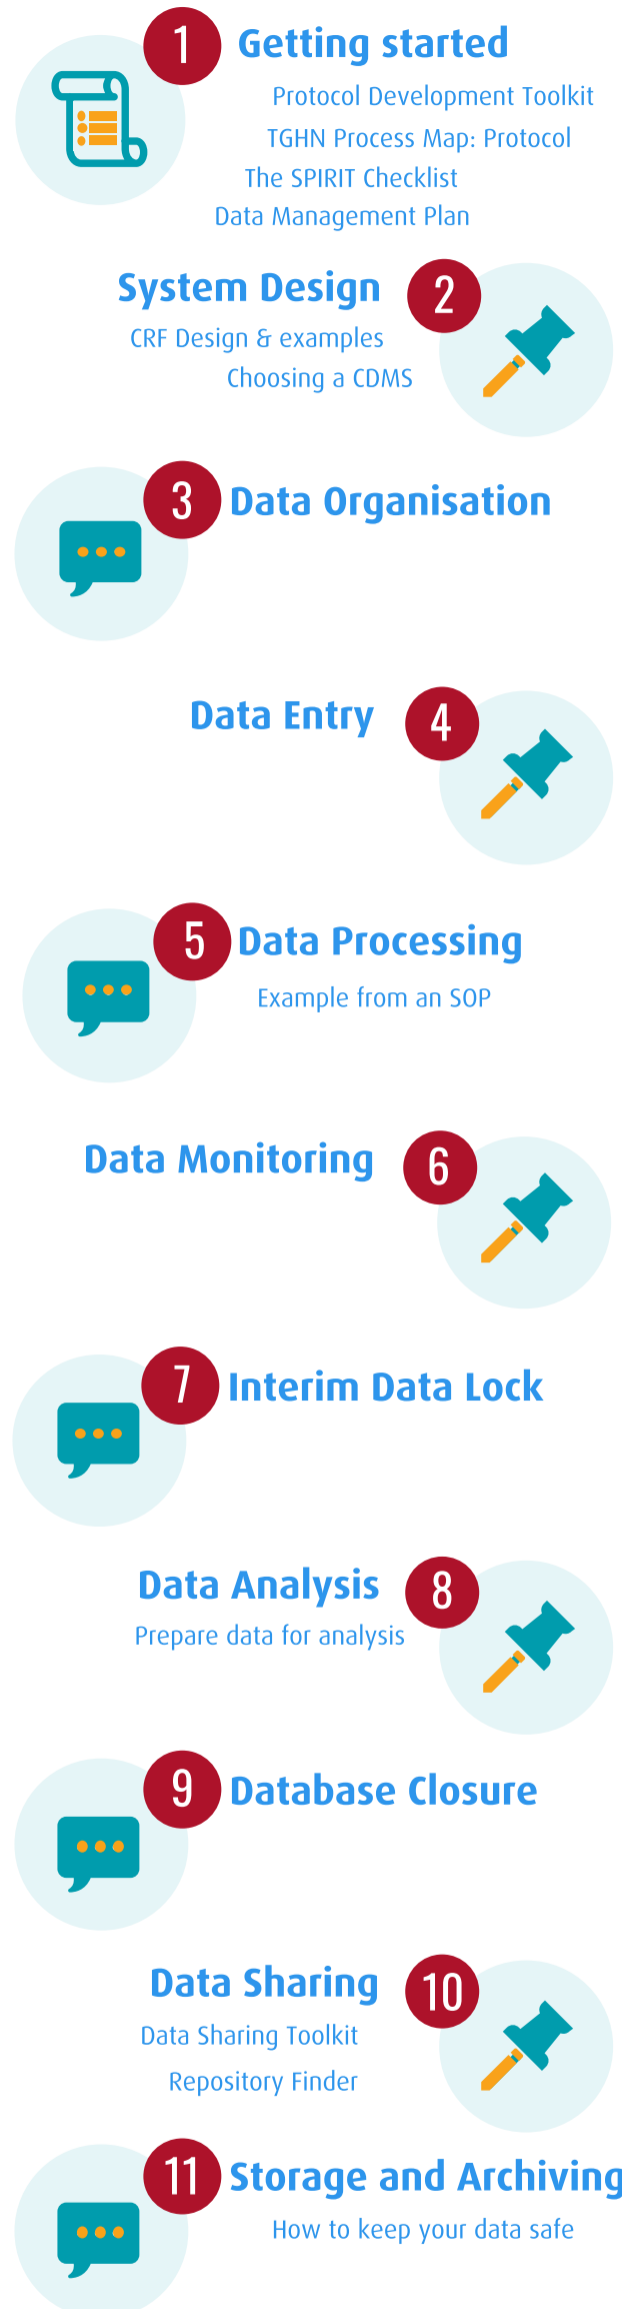 1 Getting started
Protocol Development Toolkit
TGHN Process Map: Protocol
The SPIRIT Checklist
Data Management Plan
System Design 2
CRF Design & examples
Choosing a CDMS
3 Data Organisation
Data Entry 4
5 Data Processing
Example from an SOP
Data Monitoring 6
7 Interim Data Lock
Data Analysis 8
Prepare data for analysis
9 Database Closure
Data Sharing 10
Data Sharing Toolkit
Repository Finder
11 Storage and Archiving
How to keep your data safe